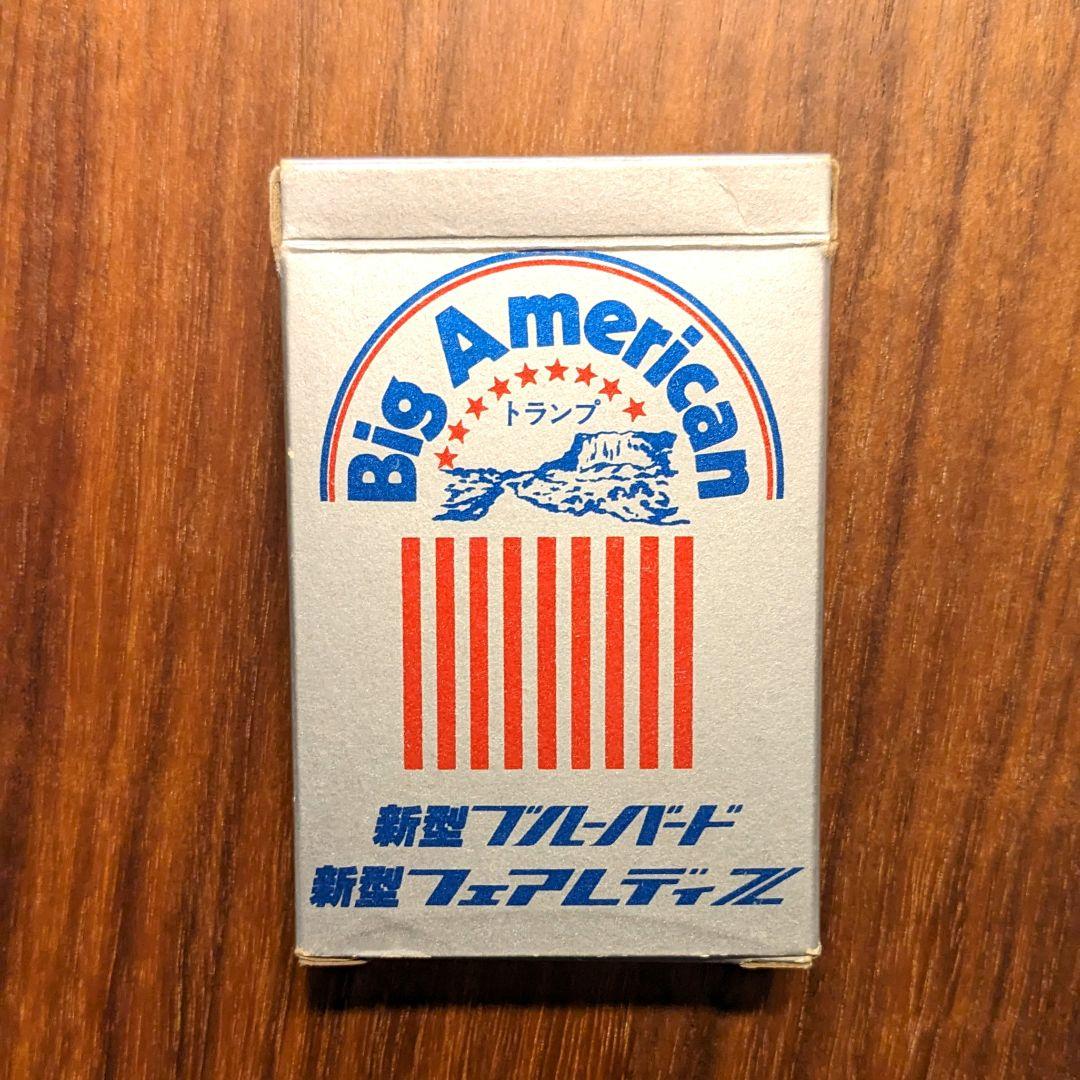 Big American
トランプ
新型ブルーバード
新型フェアレディZ